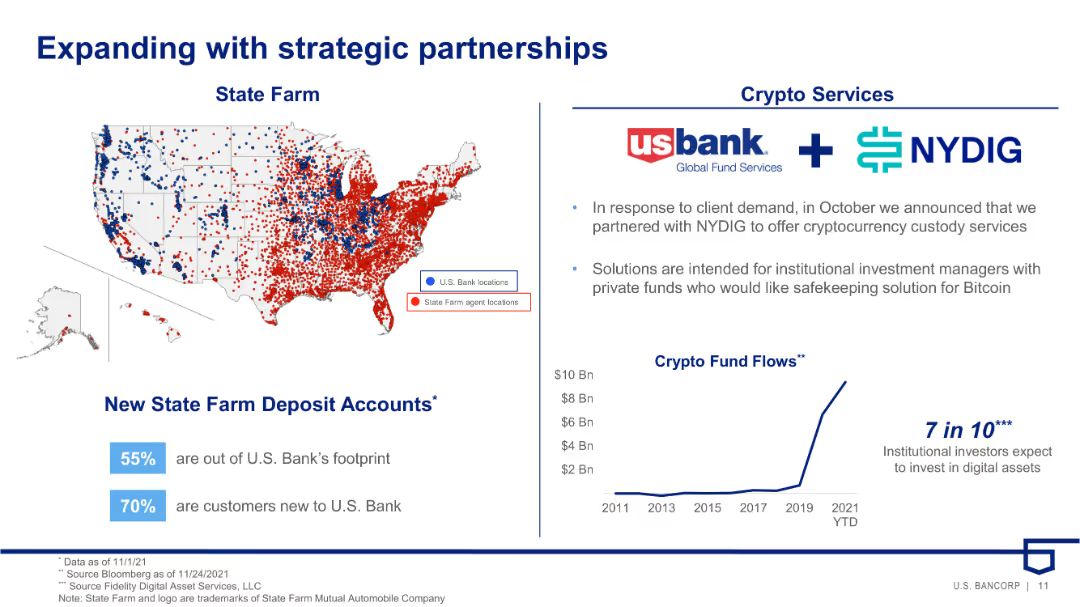 Expanding with strategic partnerships
State Farm
U.S. Bank locations
State Farm agent locations
New State Farm Deposit Accounts*
55% are out of U.S. Bank's footprint
70% are customers new to U.S. Bank
Crypto Services
usbank
Global Fund Services
+
NYDIG
• In response to client demand, in October we announced that we
partnered with NYDIG to offer cryptocurrency custody services
• Solutions are intended for institutional investment managers with
private funds who would like safekeeping solution for Bitcoin
Crypto Fund Flows**
$10 Bn
$8 Bn
$6 Bn
$4 Bn
$2 Bn
2011 2013 2015 2017 2019 2021
YTD
7 in 10***
Institutional investors expect
to invest in digital assets
* Data as of 11/1/21
** Source Bloomberg as of 11/24/2021
*** Source Fidelity Digital Asset Services, LLC
Note: State Farm and logo are trademarks of State Farm Mutual Automobile Company
U.S. BANCORP | 11